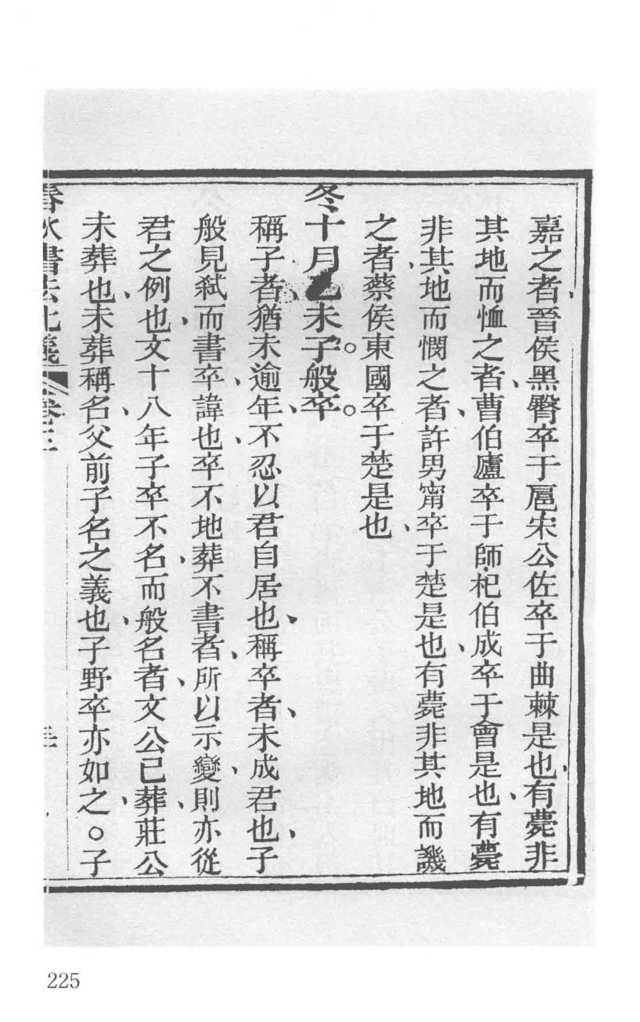 嘉之者、晉侯黑臀卒于扈、宋公佐卒于曲棘是也、有薨非
其地而恤之者、曹伯廬卒于師、杞伯成卒于會是也、有薨
非其地而憫之者、許男甯卒于楚是也、有薨非其地而譏
之者、蔡侯東國卒于楚是也、
冬十月乙未子般卒。
稱子者、猶未逾年、不忍以君自居也、稱卒者、未成君也、子
般見弒而書卒、諱也、卒不地、葬不書者、所以示變、則亦從
君之例也、文十八年子卒不名、而般名者、文公已葬、莊公
未葬也、未葬稱名、父前子名之義也、子野卒亦如之。子
春秋書法比義 卷三
225